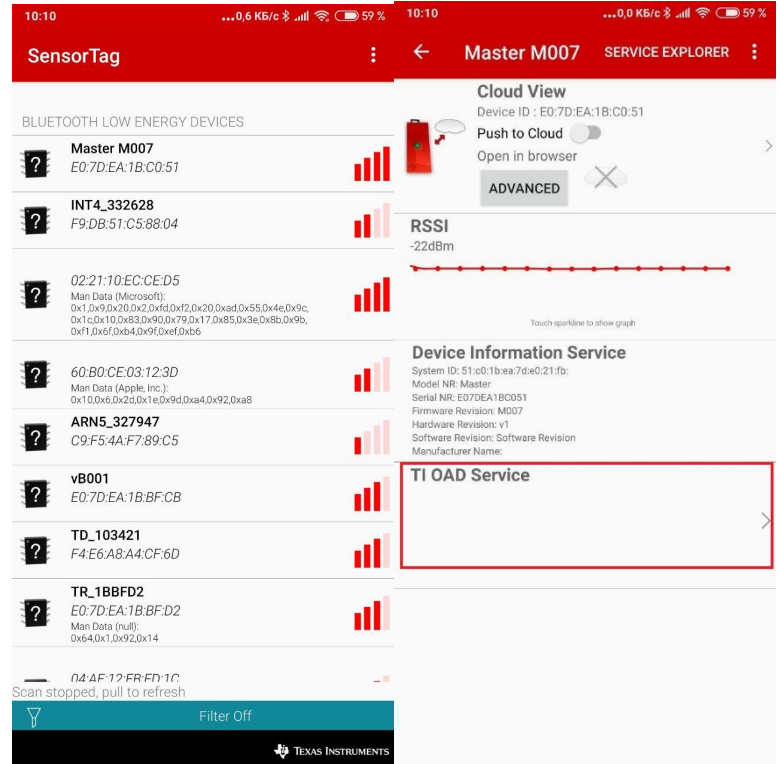 10:10
...0,6 КБ/с 59 %
SensorTag
BLUETOOTH LOW ENERGY DEVICES
Master M007
E0:7D:EA:1B:C0:51
INT4_332628
F9:DB:51:C5:88:04
02:21:10:EC:CE:D5
Man Data (Microsoft):
0x1,0x9,0x20,0x2,0xfd,0xf2,0x20,0xad,0x55,0x4e,0x9c,
0x1c,0x10,0x83,0x90,0x79,0x17,0x85,0x3e,0x8b,0x9b,
0xf1,0x6f,0xb4,0x9f,0xef,0xb6
60:B0:CE:03:12:3D
Man Data (Apple, Inc.):
0x10,0x6,0x2d,0x1e,0x9d,0xa4,0x92,0xa8
ARN5_327947
C9:F5:4A:F7:89:C5
vB001
E0:7D:EA:1B:BF:CB
TD_103421
F4:E6:A8:A4:CF:6D
TR_1BBFD2
E0:7D:EA:1B:BF:D2
Man Data (null):
0x64,0x1,0x92,0x14
04:AF:12:FB:FD:1C
Scan stopped, pull to refresh
Filter Off
TEXAS INSTRUMENTS
10:10
...0,0 КБ/с 59 %
Master M007 SERVICE EXPLORER
Cloud View
Device ID : E0:7D:EA:1B:C0:51
Push to Cloud
Open in browser
ADVANCED
RSSI
-22dBm
Touch sparkline to show graph
Device Information Service
System ID: 51:c0:1b:ea:7d:e0:21:fb:
Model NR: Master
Serial NR: E07DEA1BC051
Firmware Revision: M007
Hardware Revision: v1
Software Revision: Software Revision
Manufacturer Name:
TI OAD Service